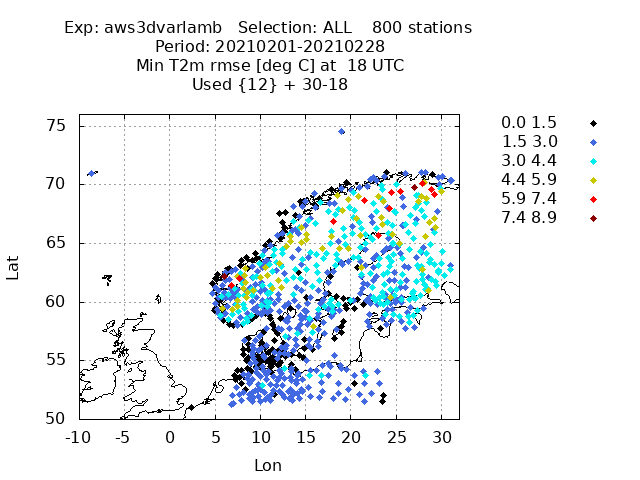 Exp: aws3dvarlamb   Selection: ALL    800 stations
Period: 20210201-20210228
Min T2m rmse [deg C] at  18 UTC
Used {12} + 30-18
0.0 1.5
1.5 3.0
3.0 4.4
4.4 5.9
5.9 7.4
7.4 8.9
75
70
65
60
55
50
Lat
-10 -5 0 5 10 15 20 25 30
Lon